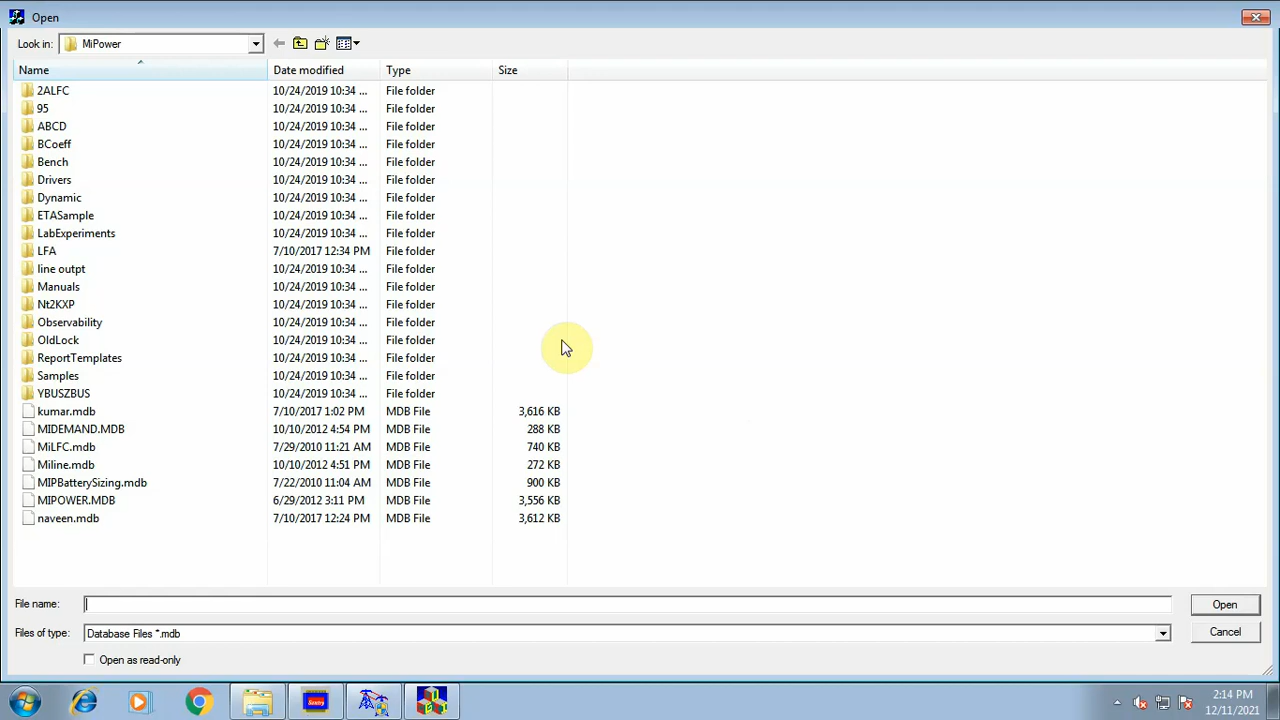 Open
Look in: MiPower
Name Date modified Type Size
2ALFC 10/24/2019 10:34 ... File folder
95 10/24/2019 10:34 ... File folder
ABCD 10/24/2019 10:34 ... File folder
BCoeff 10/24/2019 10:34 ... File folder
Bench 10/24/2019 10:34 ... File folder
Drivers 10/24/2019 10:34 ... File folder
Dynamic 10/24/2019 10:34 ... File folder
ETASample 10/24/2019 10:34 ... File folder
LabExperiments 10/24/2019 10:34 ... File folder
LFA 7/10/2017 12:34 PM File folder
line outpt 10/24/2019 10:34 ... File folder
Manuals 10/24/2019 10:34 ... File folder
Nt2KXP 10/24/2019 10:34 ... File folder
Observability 10/24/2019 10:34 ... File folder
OldLock 10/24/2019 10:34 ... File folder
ReportTemplates 10/24/2019 10:34 ... File folder
Samples 10/24/2019 10:34 ... File folder
YBUSZBUS 10/24/2019 10:34 ... File folder
kumar.mdb 7/10/2017 1:02 PM MDB File 3,616 KB
MIDEMAND.MDB 10/10/2012 4:54 PM MDB File 288 KB
MiLFC.mdb 7/29/2010 11:21 AM MDB File 740 KB
Miline.mdb 10/10/2012 4:51 PM MDB File 272 KB
MIPBatterySizing.mdb 7/22/2010 11:04 AM MDB File 900 KB
MIPOWER.MDB 6/29/2012 3:11 PM MDB File 3,556 KB
naveen.mdb 7/10/2017 12:24 PM MDB File 3,612 KB
File name: Open
Files of type: Database Files *.mdb Cancel
Open as read-only
Sentry
2:14 PM
12/11/2021